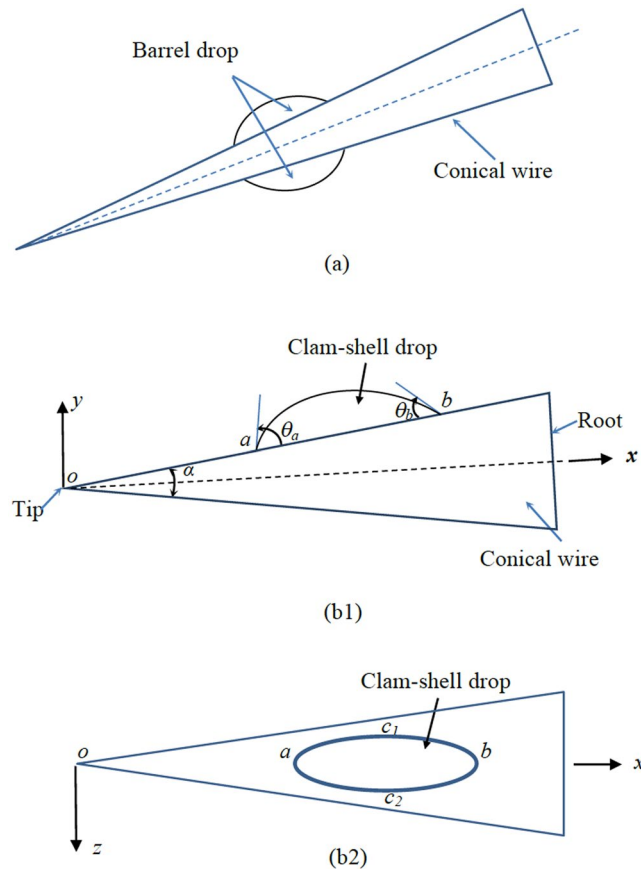 Barrel drop
Conical wire
(a)
Clam-shell drop
y
b
θb
a
θa
Root
α
x
o
Tip
Conical wire
(b1)
Clam-shell drop
c1
o
a
b
x
c2
z
(b2)